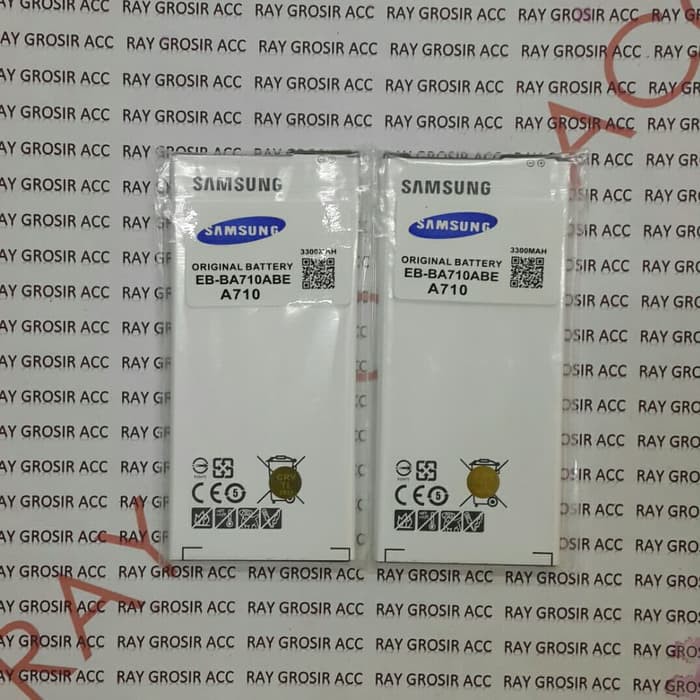 RAY GROSIR ACC
SAMSUNG
SAMSUNG
3300MAH
ORIGINAL BATTERY
EB-BA710ABE
A710
SAMSUNG
SAMSUNG
3300MAH
ORIGINAL BATTERY
EB-BA710ABE
A710
RAY